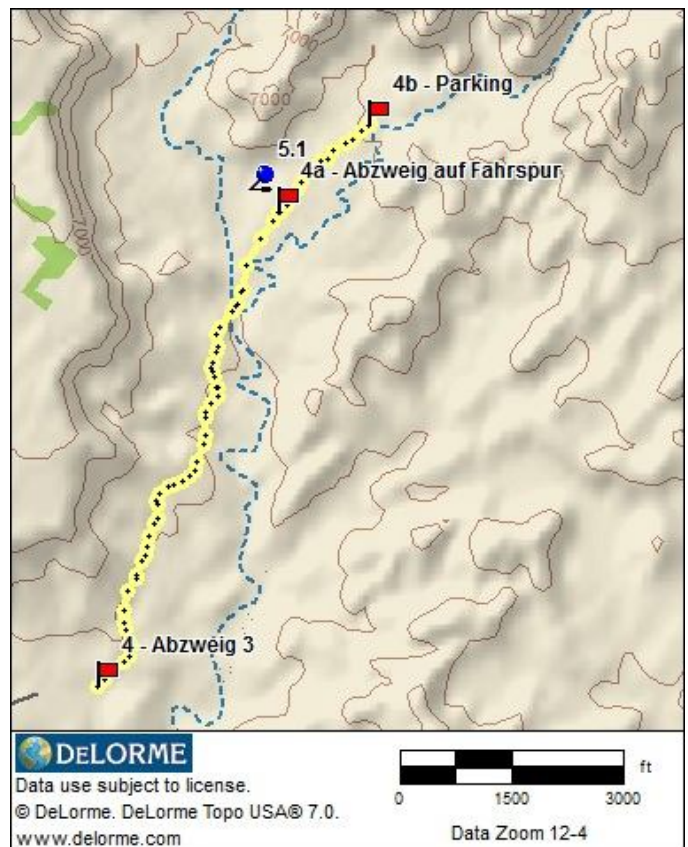 7000
7000
4b - Parking
5.1
4a - Abzweig auf Fahrspur
7000
4 - Abzweig 3
DELORME
Data use subject to license.
© DeLorme. DeLorme Topo USA® 7.0.
www.delorme.com
ft
0 1500 3000
Data Zoom 12-4